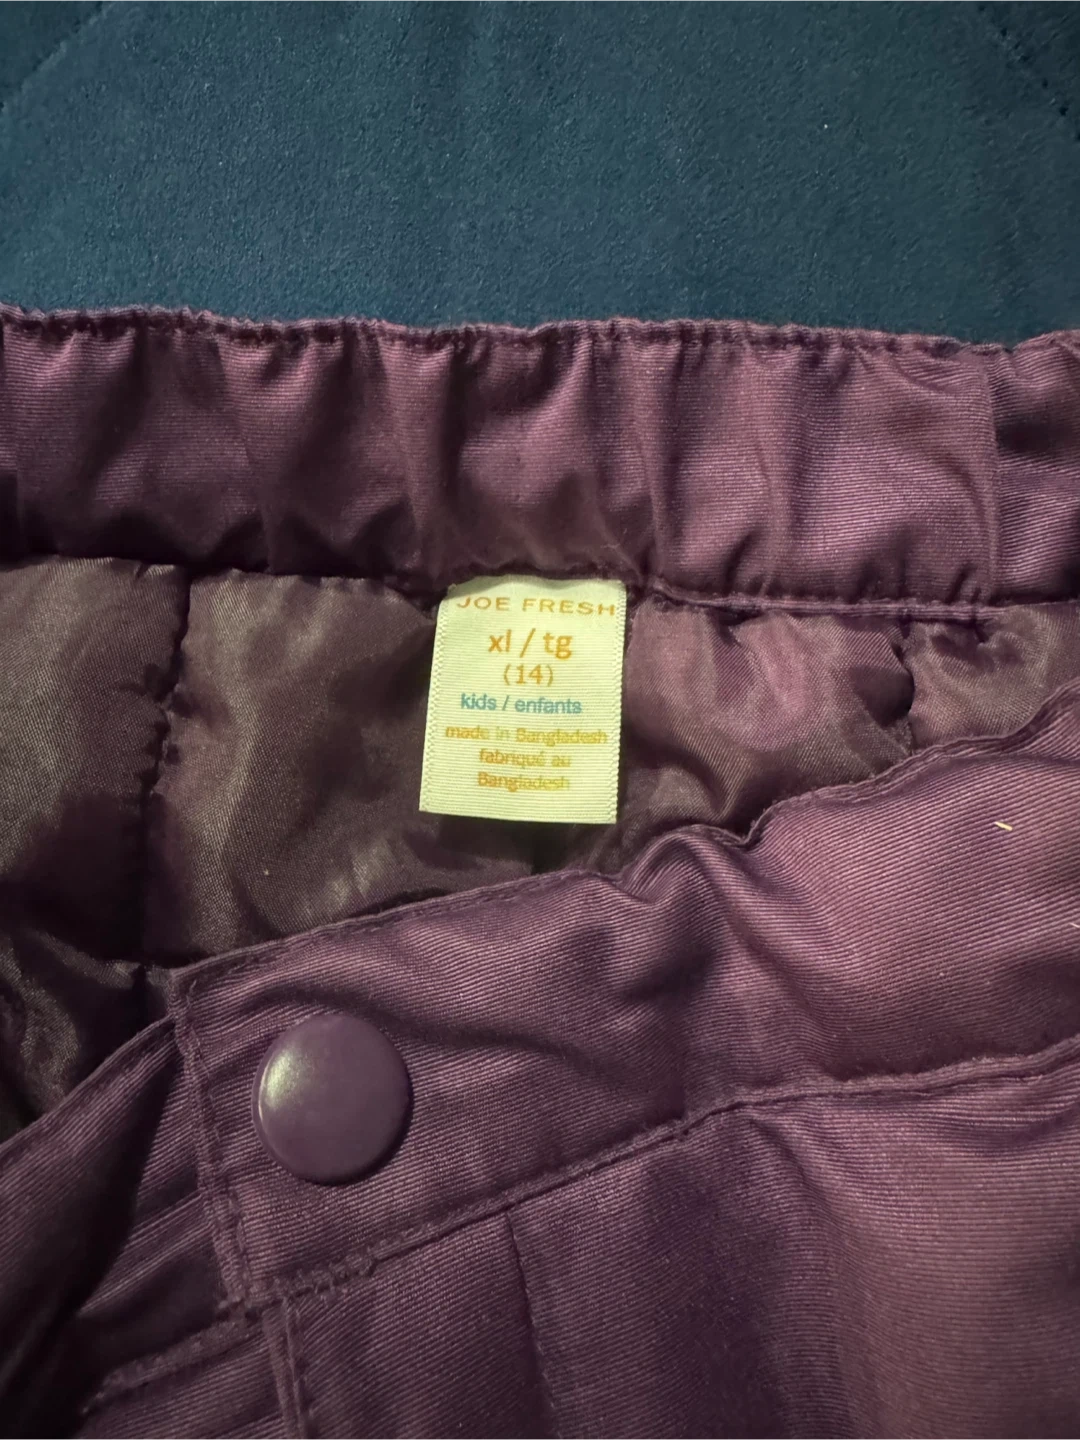 JOE FRESH
xl / tg
(14)
kids / enfants
made in Bangladesh
fabriqué au
Bangladesh